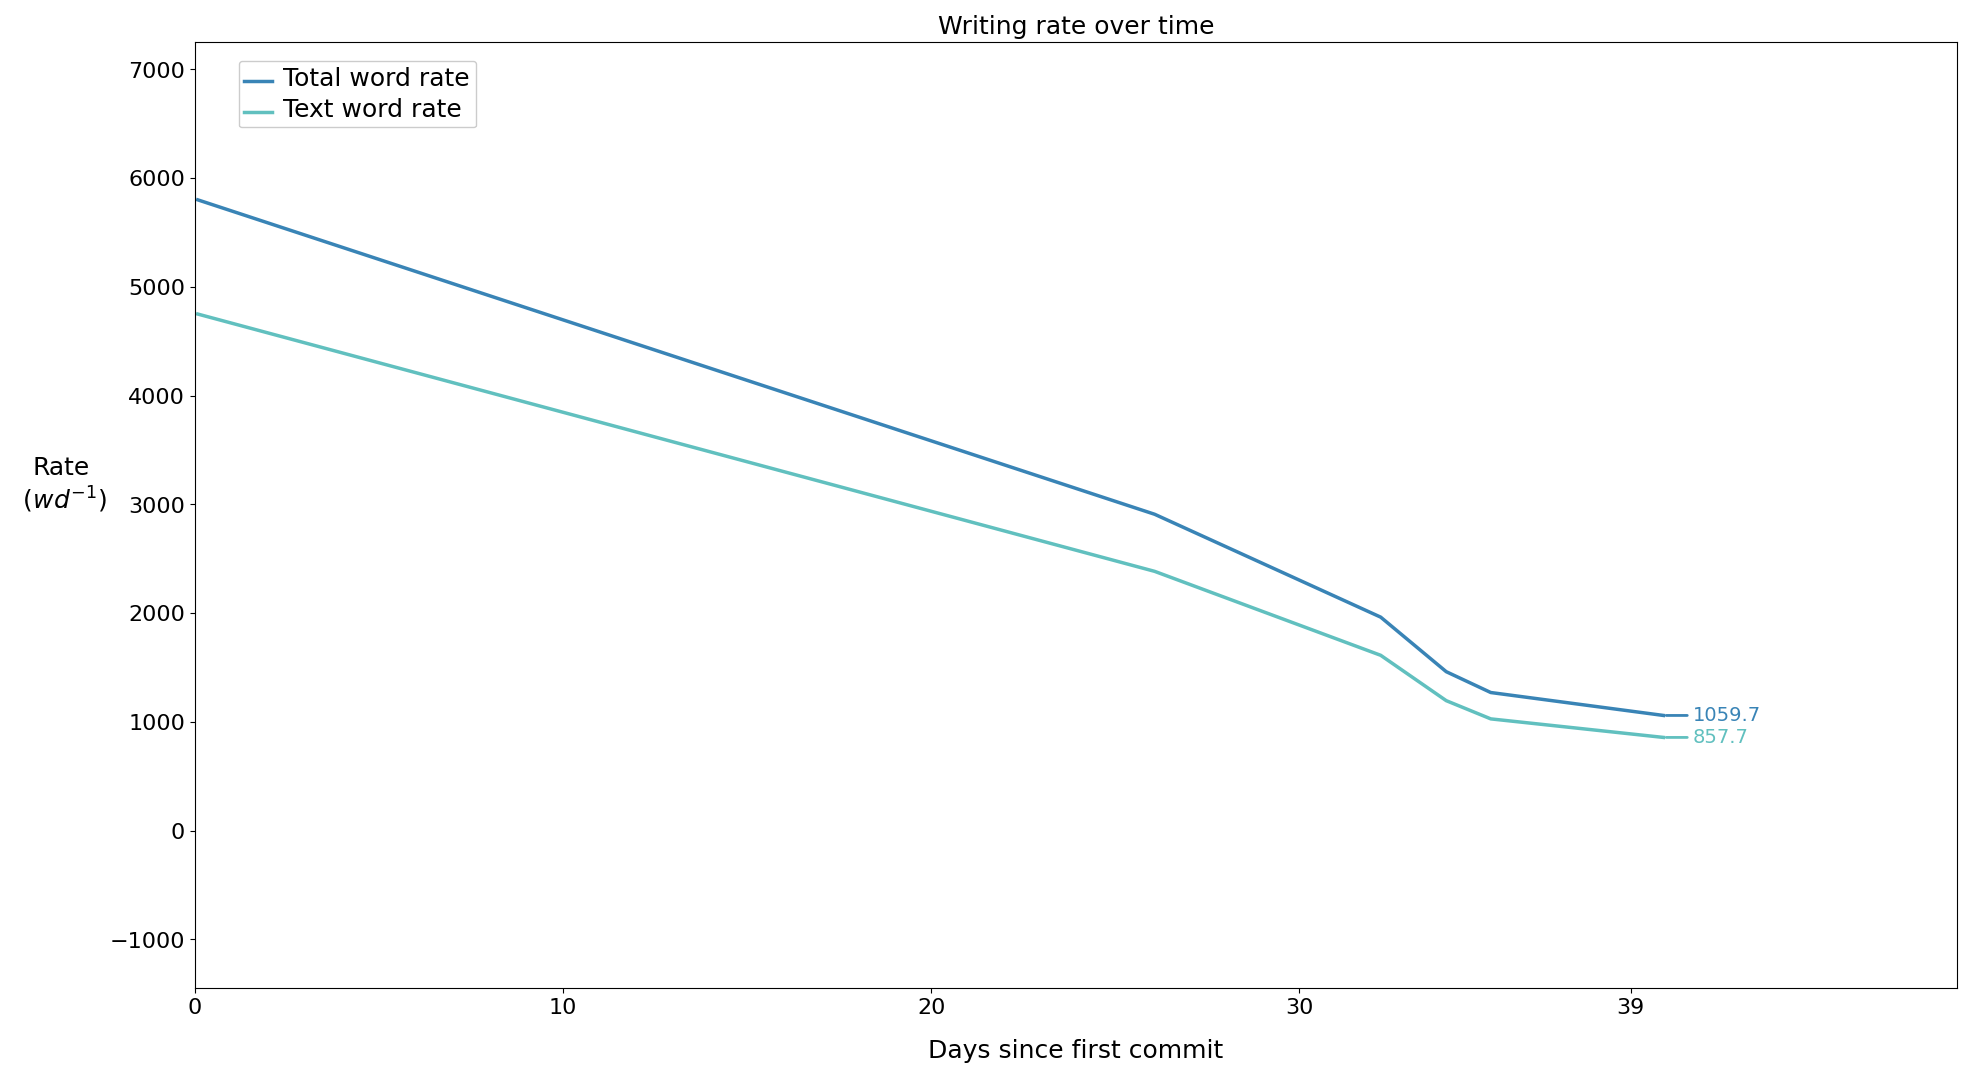 Writing rate over time
Total word rate
Text word rate
7000
6000
5000
4000
3000
2000
1000
0
−1000
Rate
(wd⁻¹)
1059.7
857.7
0 10 20 30 39
Days since first commit